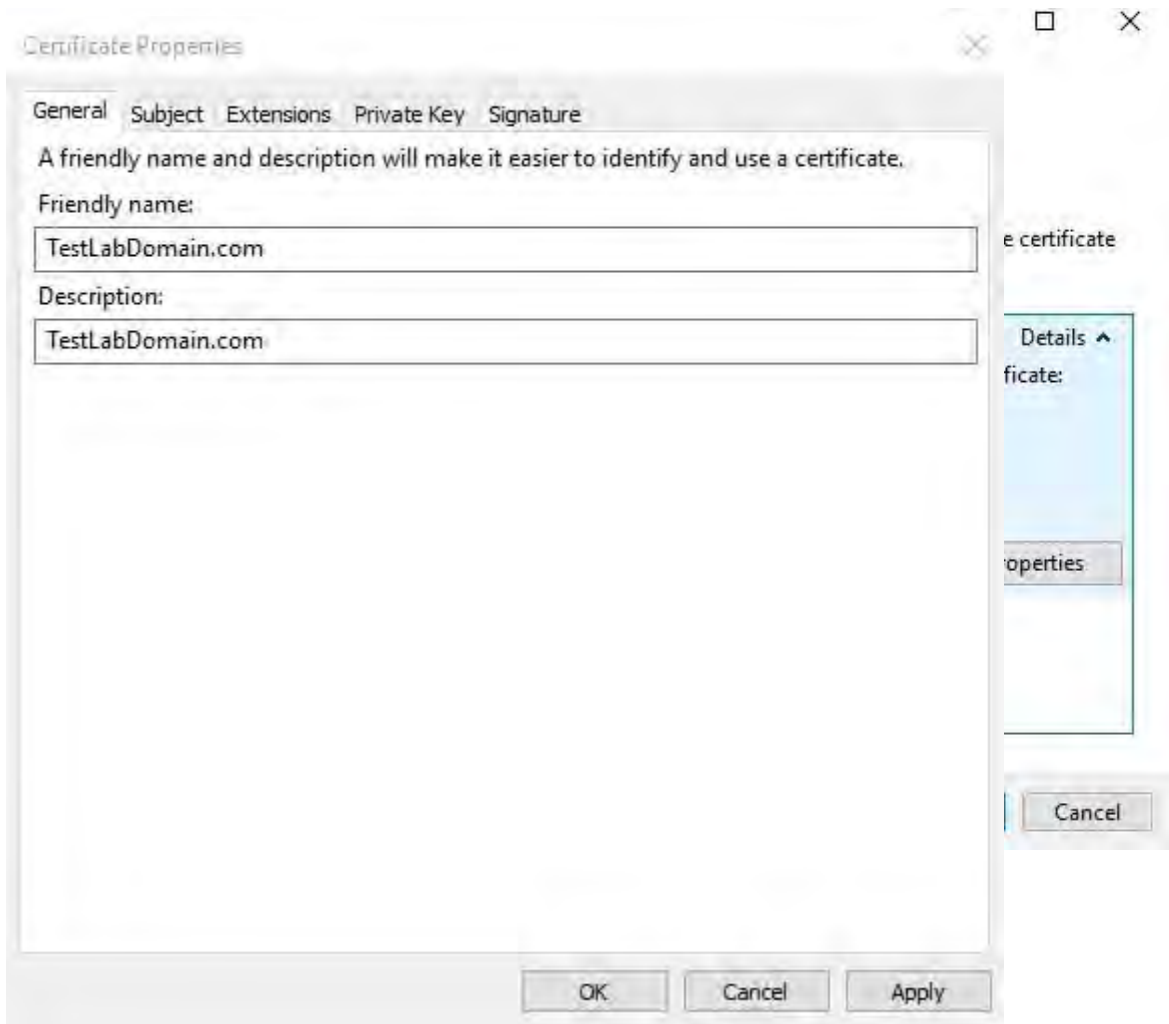 Certificate Properties
General Subject Extensions Private Key Signature
A friendly name and description will make it easier to identify and use a certificate.
Friendly name:
TestLabDomain.com
Description:
TestLabDomain.com
OK Cancel Apply
e certificate
Details
ficate:
operties
Cancel